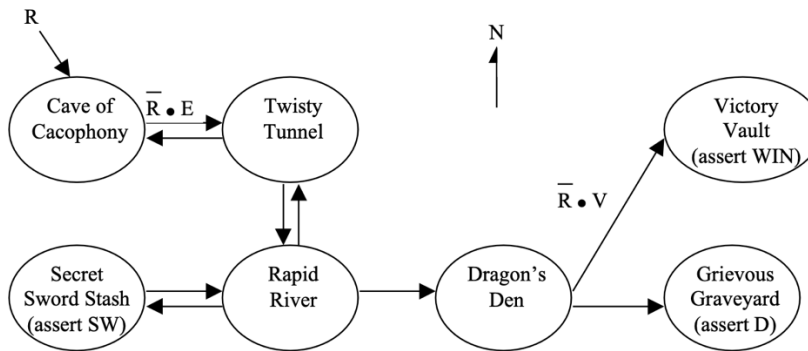 R
N
Cave of
Cacophony
R̅ • E
Twisty
Tunnel
Victory
Vault
(assert WIN)
R̅ • V
Secret
Sword Stash
(assert SW)
Rapid
River
Dragon's
Den
Grievous
Graveyard
(assert D)